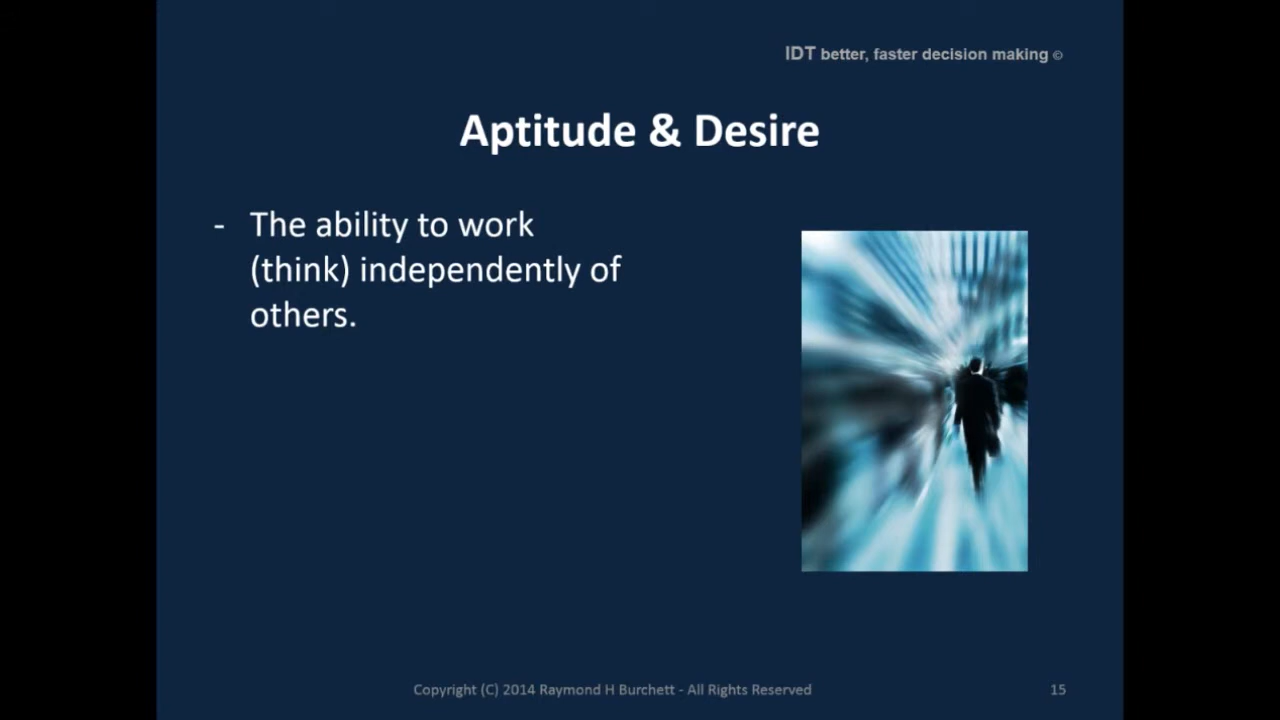 IDT better, faster decision making ©
Aptitude & Desire
- The ability to work
(think) independently of
others.
Copyright (C) 2014 Raymond H Burchett - All Rights Reserved
15